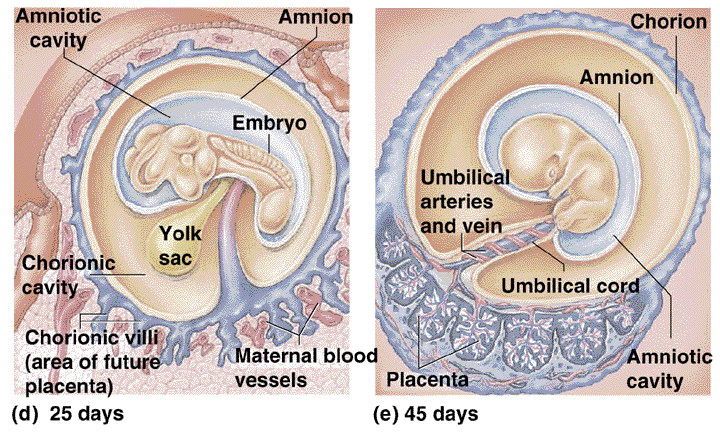 Amniotic
cavity
Amnion
Embryo
Yolk
sac
Chorionic
cavity
Chorionic villi
(area of future
placenta)
Maternal blood
vessels
(d) 25 days
Chorion
Amnion
Umbilical
arteries
and vein
Umbilical cord
Placenta
Amniotic
cavity
(e) 45 days